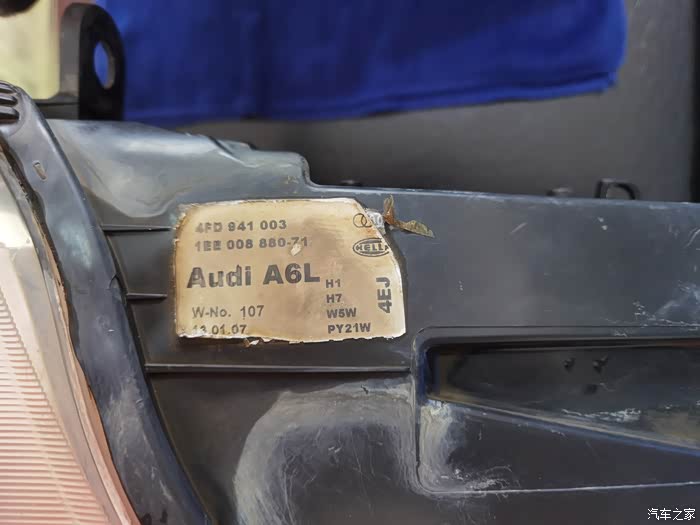 4FD 941 003
1EE 008 880-71
HELLA
Audi A6L
H1
H7
4EJ
W-No. 107
W5W
13.01.07
PY21W
汽车之家